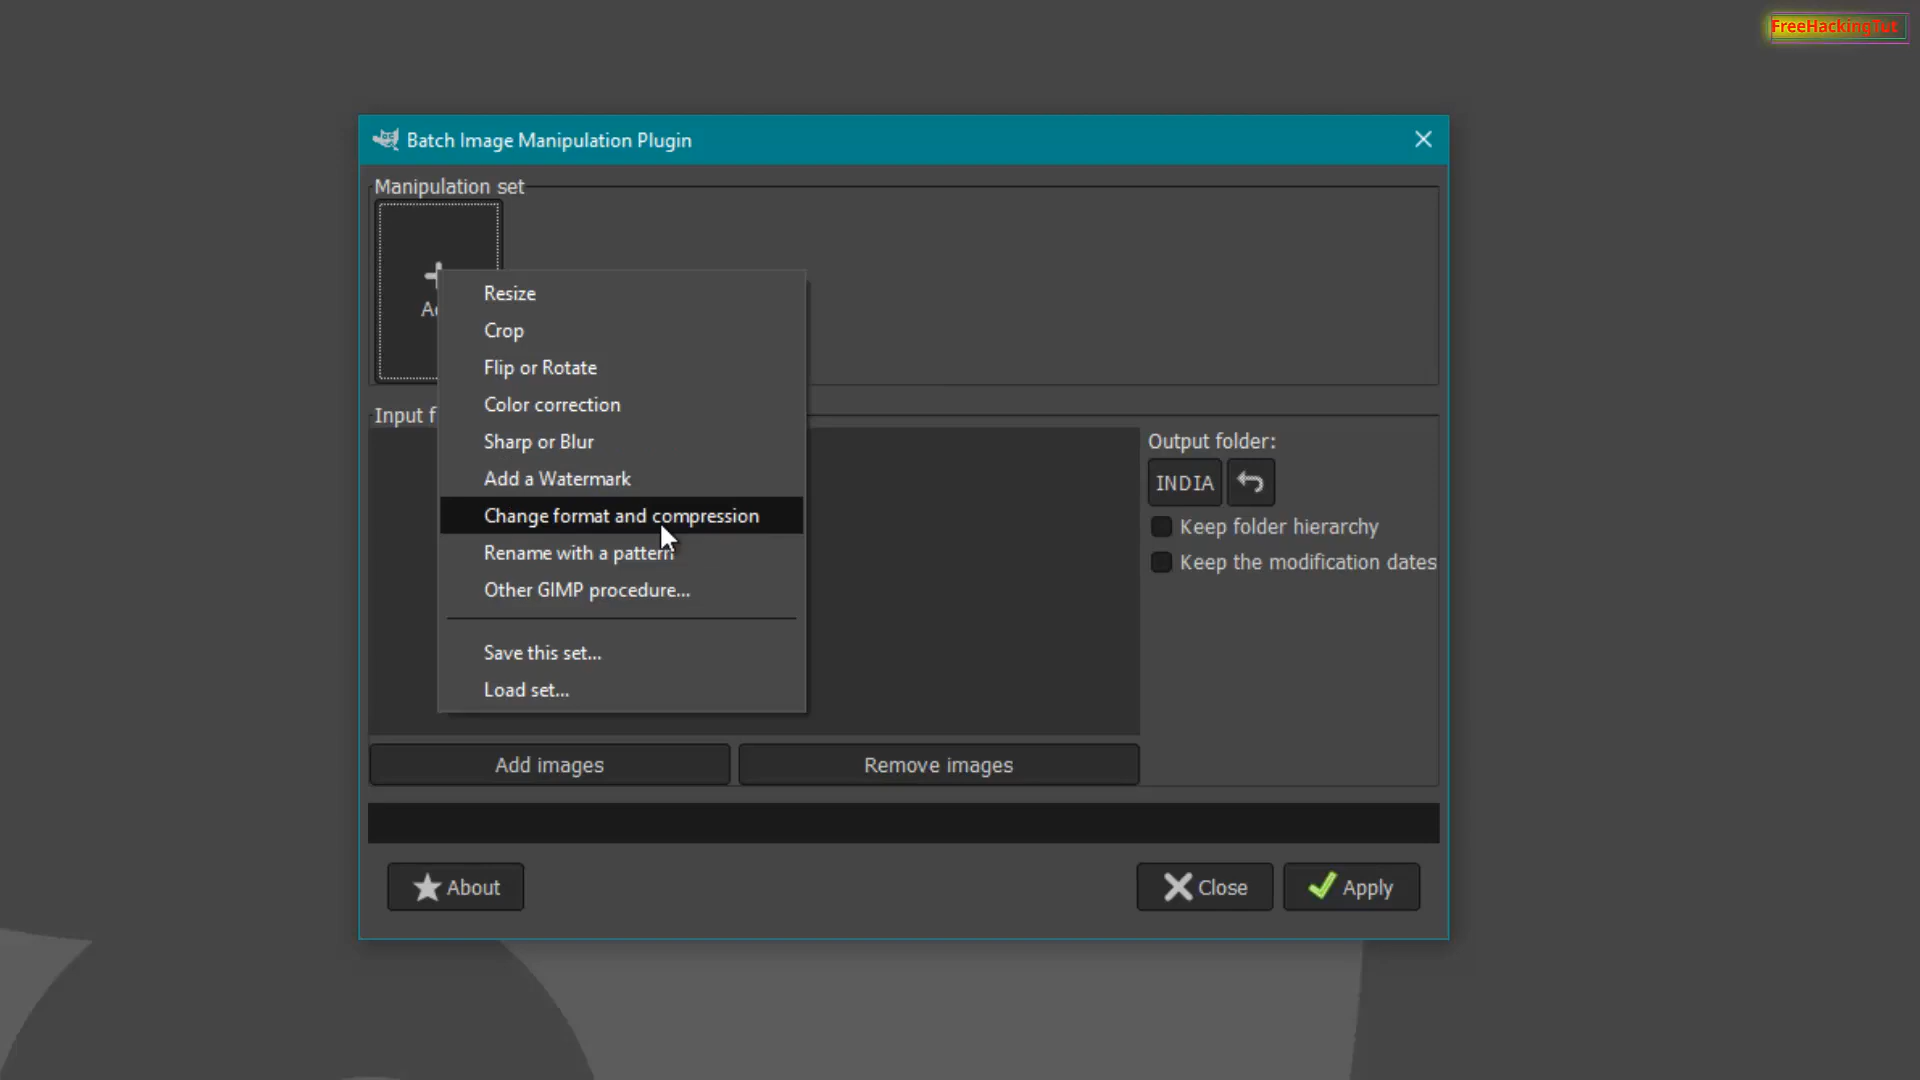 FreeHackingTut
Batch Image Manipulation Plugin
Manipulation set
Resize
Crop
Flip or Rotate
Color correction
Sharp or Blur
Add a Watermark
Change format and compression
Rename with a pattern
Other GIMP procedure...
Save this set...
Load set...
Input f
Output folder:
INDIA
Keep folder hierarchy
Keep the modification dates
Add images
Remove images
About
Close
Apply